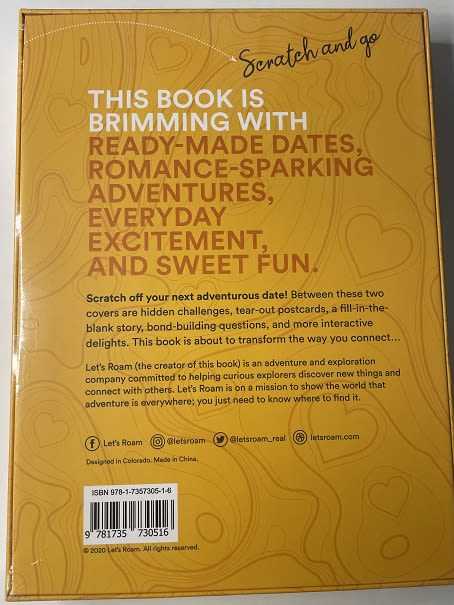 Scratch and go
THIS BOOK IS
BRIMMING WITH
READY-MADE DATES,
ROMANCE-SPARKING
ADVENTURES,
EVERYDAY
EXCITEMENT,
AND SWEET FUN.
Scratch off your next adventurous date! Between these two
covers are hidden challenges, tear-out postcards, a fill-in-the-
blank story, bond-building questions, and more interactive
delights. This book is about to transform the way you connect...
Let's Roam (the creator of this book) is an adventure and exploration
company committed to helping curious explorers discover new things and
connect with others. Let's Roam is on a mission to show the world that
adventure is everywhere; you just need to know where to find it.
Let's Roam @letsroam @letsroam_real letsroam.com
Designed in Colorado. Made in China.
ISBN 978-1-7357305-1-6
9 781735 730516
© 2020 Let's Roam. All rights reserved.